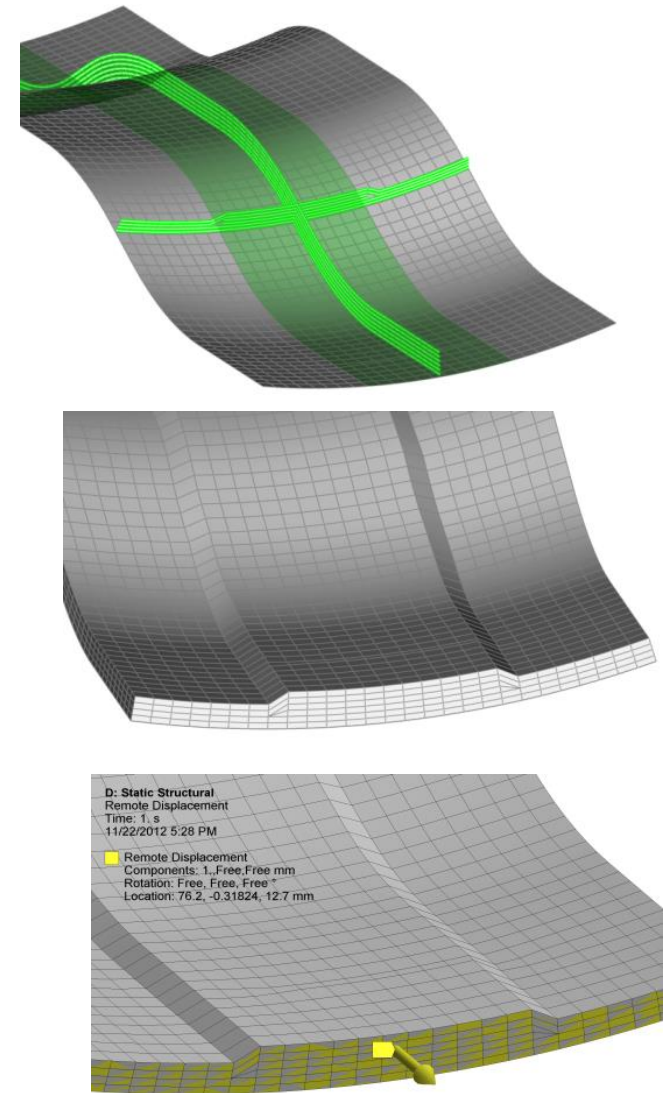 D: Static Structural
Remote Displacement
Time: 1. s
11/22/2012 5:28 PM
Remote Displacement
Components: 1.,Free,Free mm
Rotation: Free, Free, Free °
Location: 76.2, -0.31824, 12.7 mm